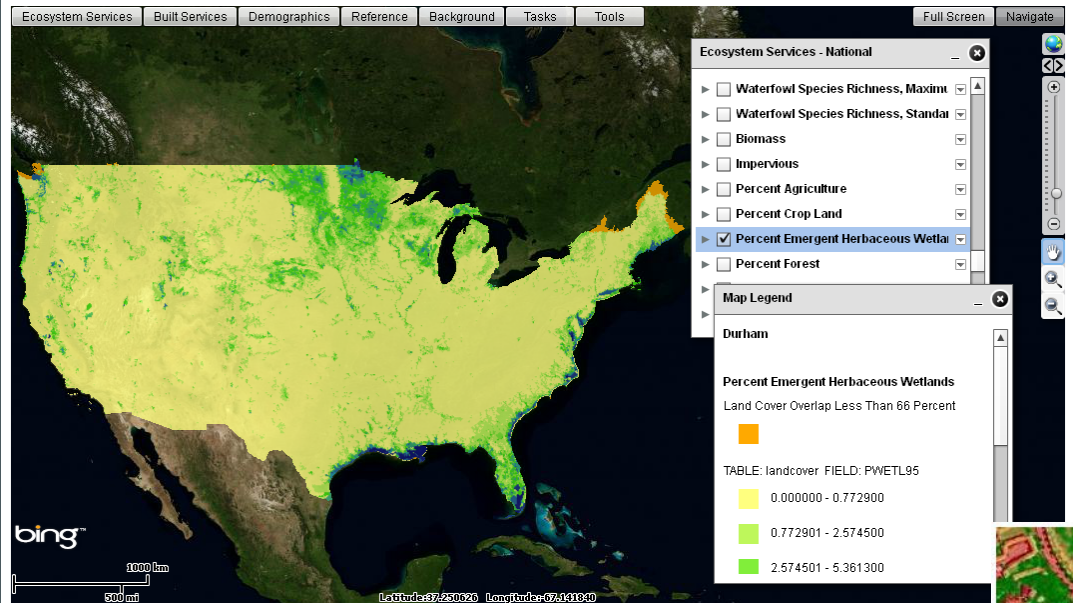 Ecosystem Services
Built Services
Demographics
Reference
Background
Tasks
Tools
Full Screen
Navigate
Ecosystem Services - National
Waterfowl Species Richness, Maximu
Waterfowl Species Richness, Standar
Biomass
Impervious
Percent Agriculture
Percent Crop Land
Percent Emergent Herbaceous Wetlar
Percent Forest
Map Legend
Durham
Percent Emergent Herbaceous Wetlands
Land Cover Overlap Less Than 66 Percent
TABLE: landcover FIELD: PWETL95
0.000000 - 0.772900
0.772901 - 2.574500
2.574501 - 5.361300
bing™
1000 km
500 mi
Latitude:37.250626 Longitude:-67.141840